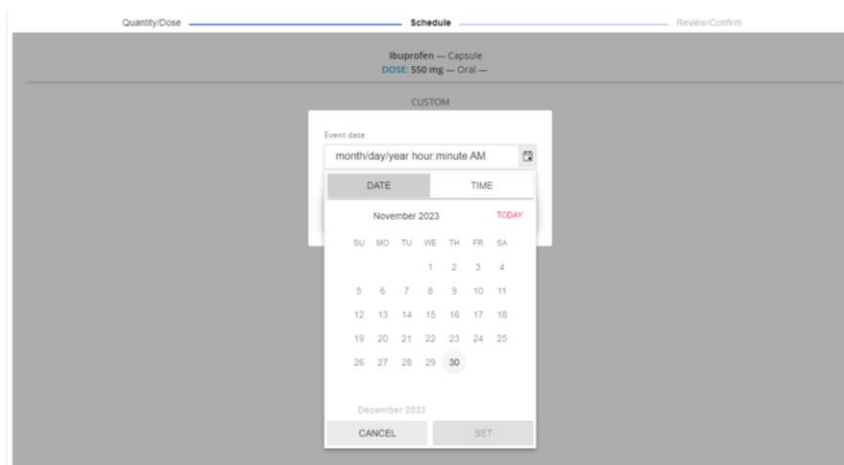 Quantity/Dose Schedule Review/Confirm
Ibuprofen — Capsule
DOSE: 550 mg — Oral —
CUSTOM
Event date
month/day/year hour:minute AM
DATE TIME
November 2023 TODAY
SU MO TU WE TH FR SA
1 2 3 4
5 6 7 8 9 10 11
12 13 14 15 16 17 18
19 20 21 22 23 24 25
26 27 28 29 30
December 2023
CANCEL SET